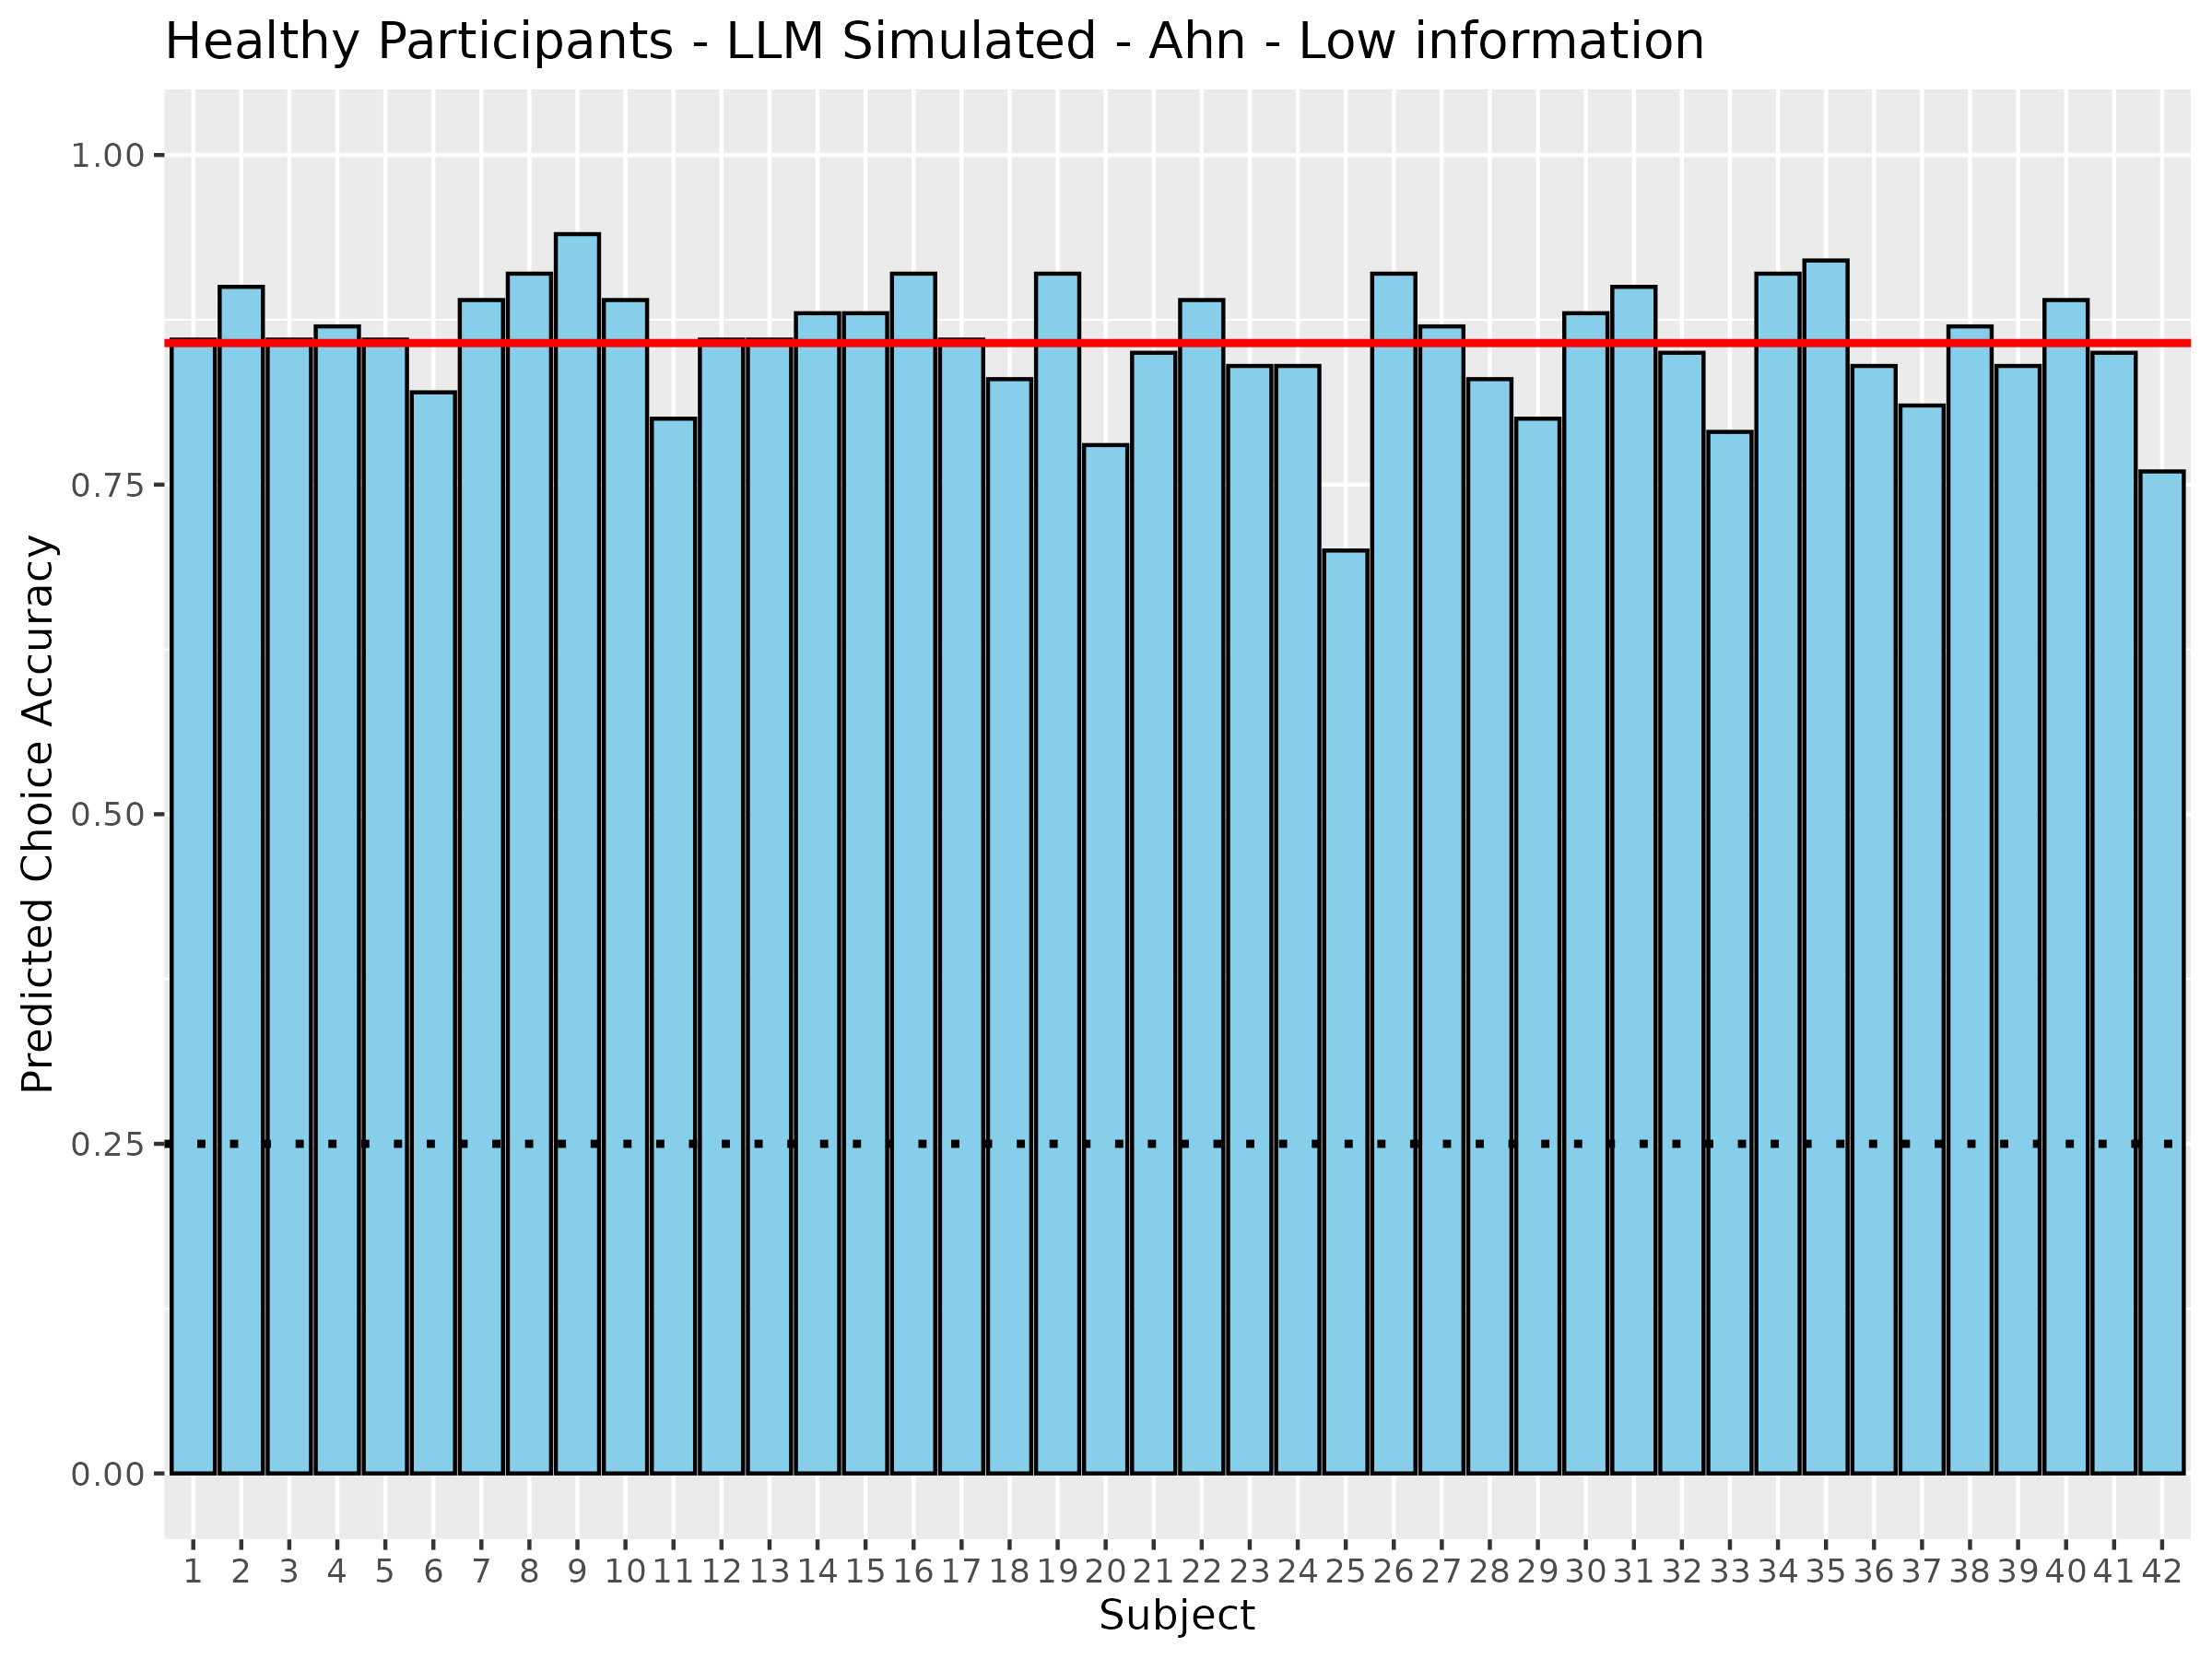 Healthy Participants - LLM Simulated - Ahn - Low information
Predicted Choice Accuracy
1.00
0.75
0.50
0.25
0.00
1 2 3 4 5 6 7 8 9 10 11 12 13 14 15 16 17 18 19 20 21 22 23 24 25 26 27 28 29 30 31 32 33 34 35 36 37 38 39 40 41 42
Subject